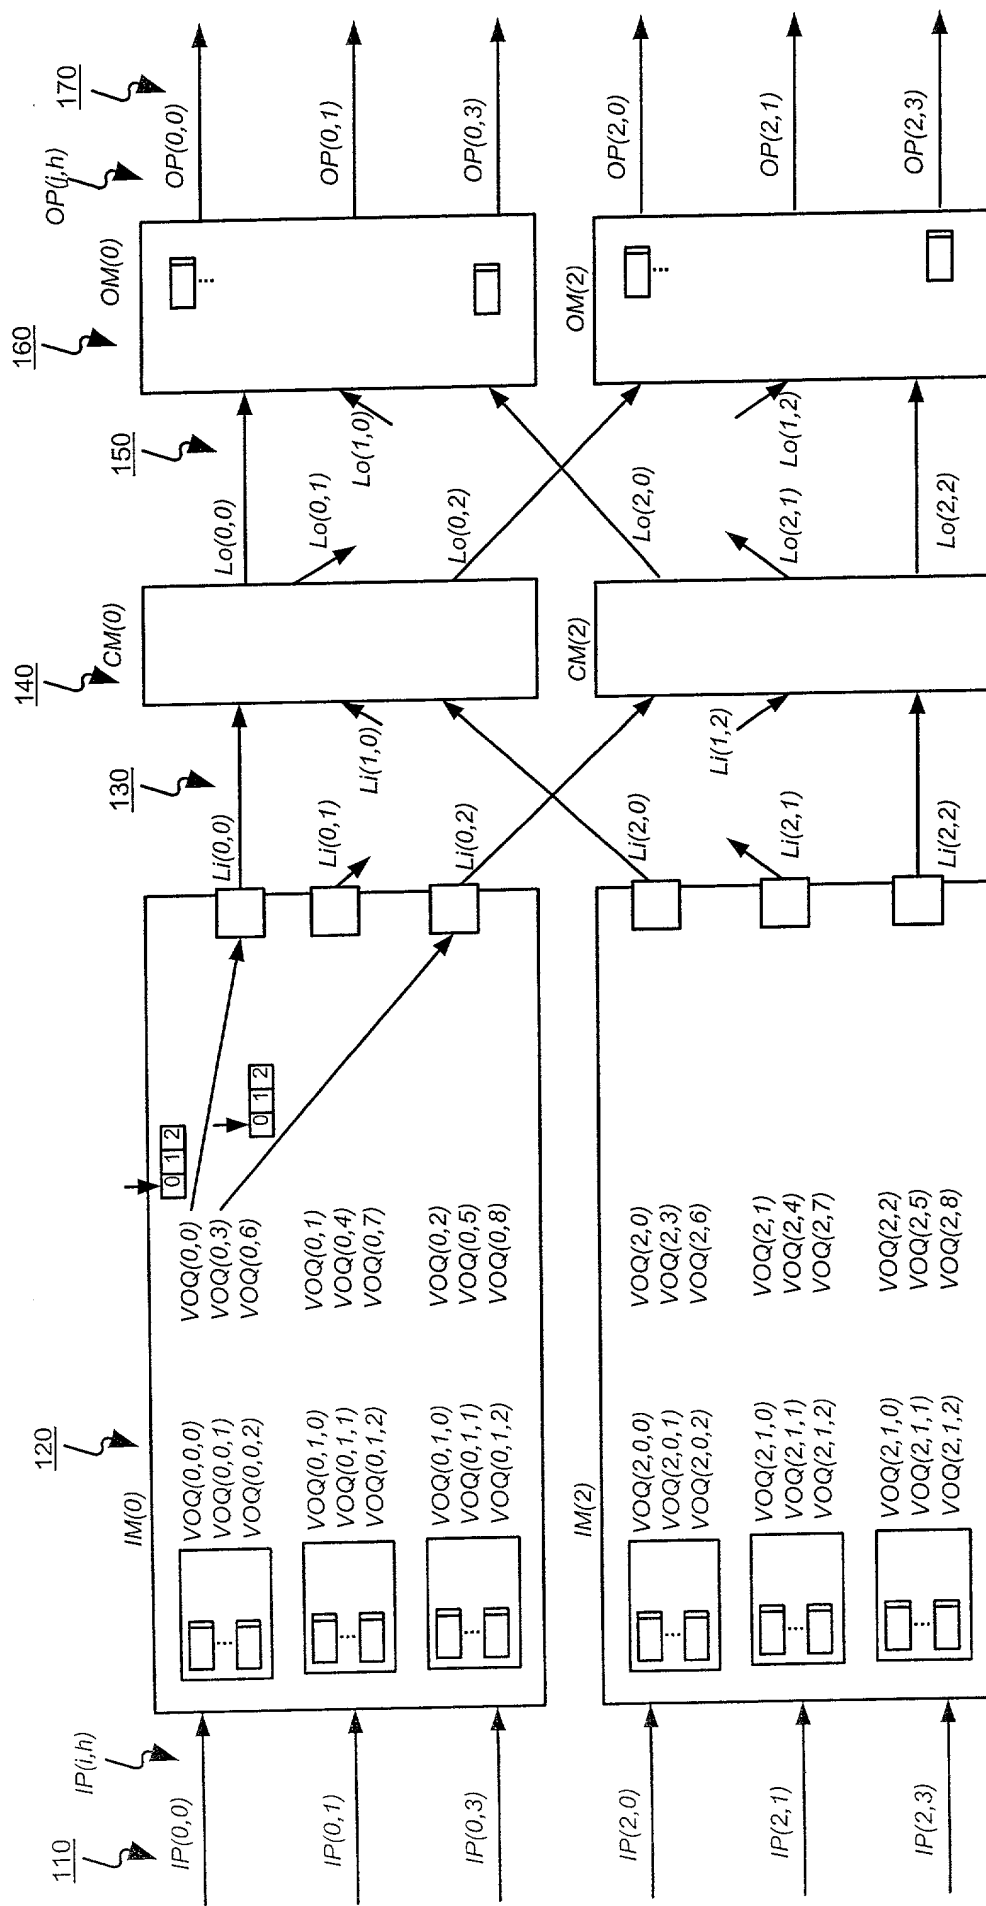 110
IP(i,h)
120
130
140
150
160
OP(j,h)
170
IM(0)
CM(0)
OM(0)
IP(0,0)
IP(0,1)
IP(0,3)
VOQ(0,0,0)
VOQ(0,0,1)
VOQ(0,0,2)
VOQ(0,1,0)
VOQ(0,1,1)
VOQ(0,1,2)
VOQ(0,1,0)
VOQ(0,1,1)
VOQ(0,1,2)
VOQ(0,0)
VOQ(0,3)
VOQ(0,6)
VOQ(0,1)
VOQ(0,4)
VOQ(0,7)
VOQ(0,2)
VOQ(0,5)
VOQ(0,8)
0 1 2
0 1 2
Li(0,0)
Li(0,1)
Li(0,2)
Li(1,0)
Lo(0,0)
Lo(0,1)
Lo(0,2)
Lo(1,0)
OP(0,0)
OP(0,1)
OP(0,3)
IM(2)
CM(2)
OM(2)
IP(2,0)
IP(2,1)
IP(2,3)
VOQ(2,0,0)
VOQ(2,0,1)
VOQ(2,0,2)
VOQ(2,1,0)
VOQ(2,1,1)
VOQ(2,1,2)
VOQ(2,1,0)
VOQ(2,1,1)
VOQ(2,1,2)
VOQ(2,0)
VOQ(2,3)
VOQ(2,6)
VOQ(2,1)
VOQ(2,4)
VOQ(2,7)
VOQ(2,2)
VOQ(2,5)
VOQ(2,8)
Li(2,0)
Li(2,1)
Li(2,2)
Li(1,2)
Lo(2,0)
Lo(2,1)
Lo(2,2)
Lo(1,2)
OP(2,0)
OP(2,1)
OP(2,3)